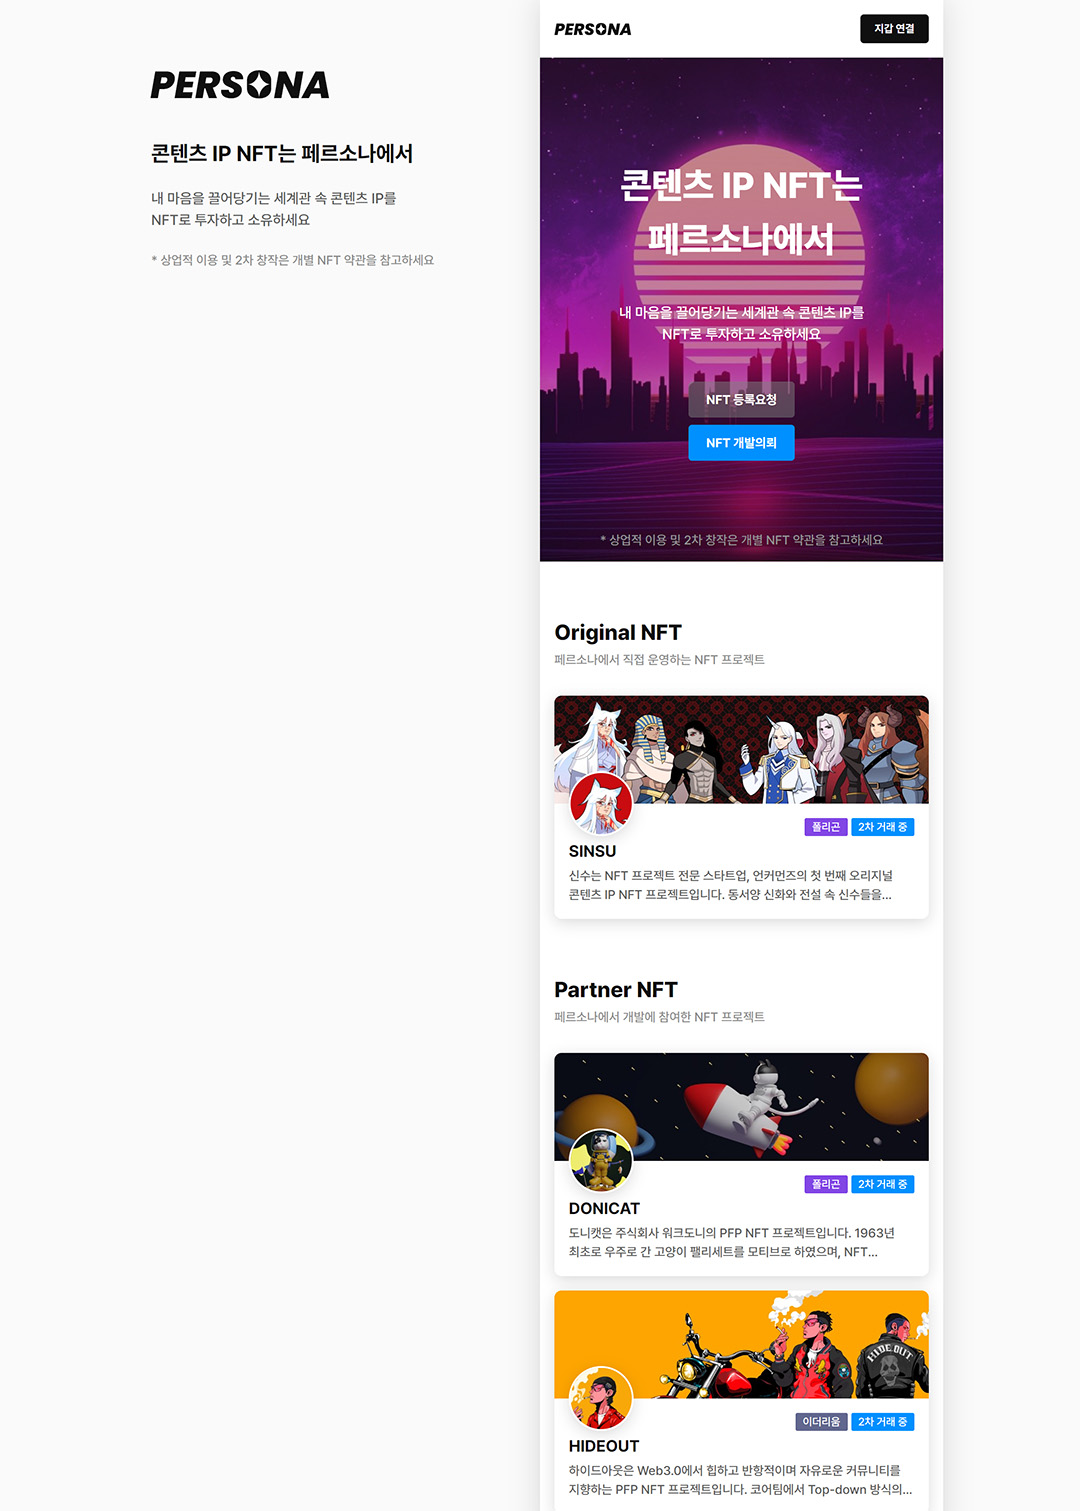 PERSONA
콘텐츠 IP NFT는 페르소나에서
내 마음을 끌어당기는 세계관 속 콘텐츠 IP를
NFT로 투자하고 소유하세요
* 상업적 이용 및 2차 창작은 개별 NFT 약관을 참고하세요
PERSONA
지갑 연결
콘텐츠 IP NFT는
페르소나에서
내 마음을 끌어당기는 세계관 속 콘텐츠 IP를
NFT로 투자하고 소유하세요
NFT 등록요청
NFT 개발의뢰
* 상업적 이용 및 2차 창작은 개별 NFT 약관을 참고하세요
Original NFT
페르소나에서 직접 운영하는 NFT 프로젝트
폴리곤
2차 거래 중
SINSU
신수는 NFT 프로젝트 전문 스타트업, 언커먼즈의 첫 번째 오리지널
콘텐츠 IP NFT 프로젝트입니다. 동서양 신화와 전설 속 신수들을...
Partner NFT
페르소나에서 개발에 참여한 NFT 프로젝트
폴리곤
2차 거래 중
DONICAT
도니캣은 주식회사 워크도니의 PFP NFT 프로젝트입니다. 1963년
최초로 우주로 간 고양이 팰리세트를 모티브로 하였으며, NFT...
HIDE OUT
이더리움
2차 거래 중
HIDEOUT
하이드아웃은 Web3.0에서 힙하고 반항적이며 자유로운 커뮤니티를
지향하는 PFP NFT 프로젝트입니다. 코어팀에서 Top-down 방식의...